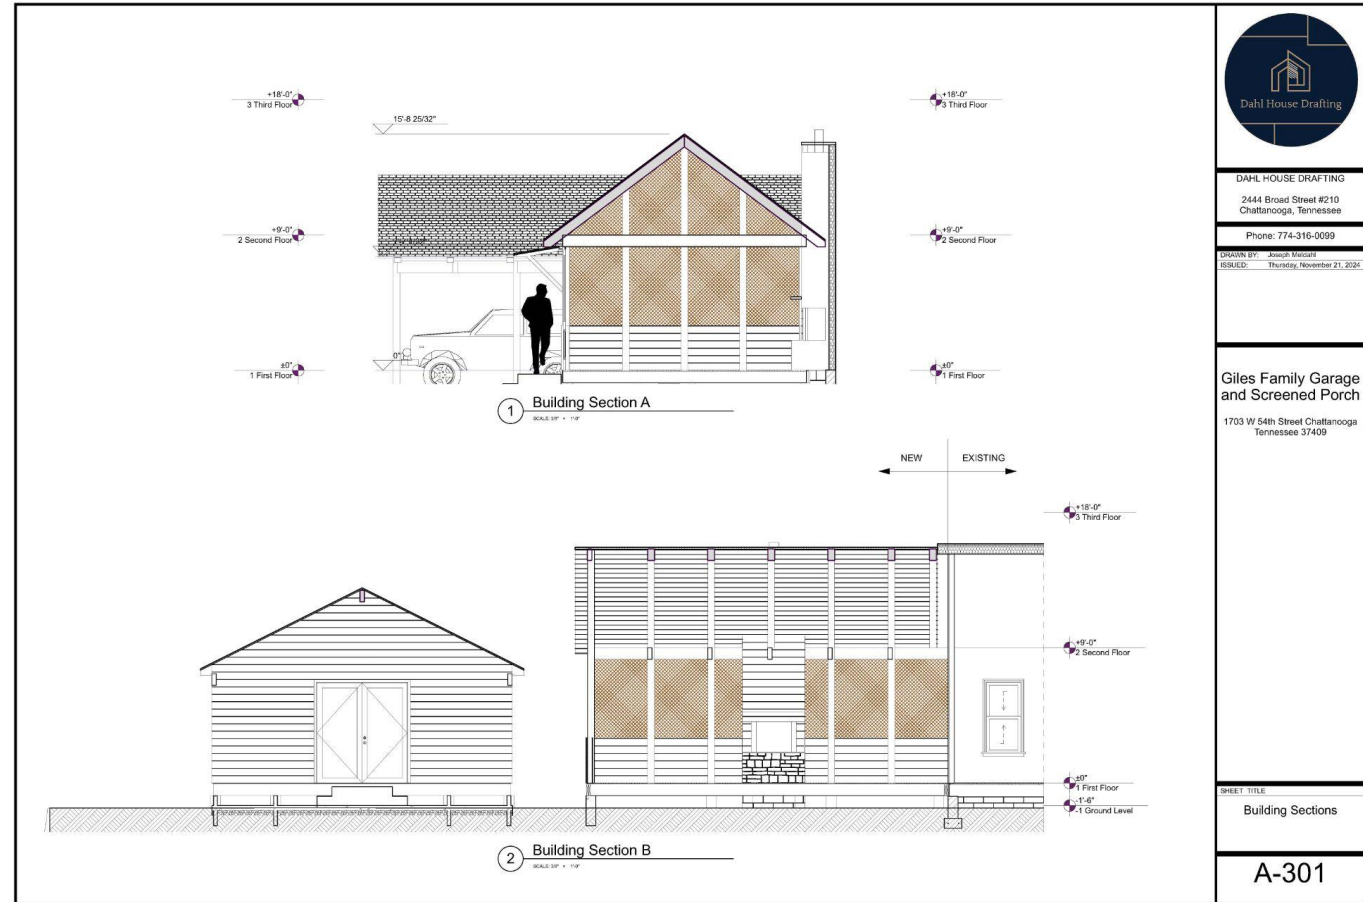 +18'-0"
3 Third Floor
+18'-0"
3 Third Floor
15'-8 25/32"
+9'-0"
2 Second Floor
+9'-0"
2 Second Floor
0"
±0"
1 First Floor
±0"
1 First Floor
1
Building Section A
NEW
EXISTING
+18'-0"
3 Third Floor
+9'-0"
2 Second Floor
±0"
1 First Floor
-1'-6"
-1 Ground Level
2
Building Section B
Dahl House Drafting
DAHL HOUSE DRAFTING
2444 Broad Street #210
Chattanooga, Tennessee
Phone: 774-316-0099
DRAWN BY: Joseph Meldahl
ISSUED: Thursday, November 21, 2024
Giles Family Garage
and Screened Porch
1703 W 54th Street Chattanooga
Tennessee 37409
SHEET TITLE
Building Sections
A-301